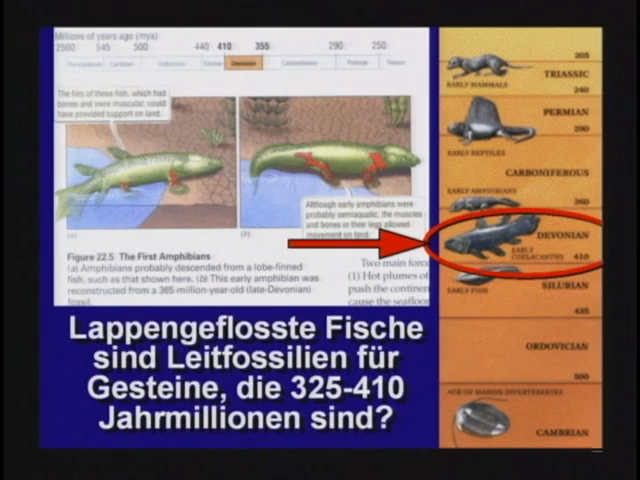 Millions of years ago (mya)
2500 545 500 440 410 355 290 250
Devonian
The fins of these fish, which had
bones and were muscular, could
have provided support on land.
Although early amphibians were
probably semiaquatic, the muscles
and bones in their legs allowed
movement on land.
(a) (b)
Figure 22.5 The First Amphibians
(a) Amphibians probably descended from a lobe-finned
fish, such as that shown here. (b) This early amphibian was
reconstructed from a 365-million-year-old (late-Devonian)
fossil.
Two main force
(1) Hot plumes of
push the continen
cause the seafloor
Lappengeflosste Fische
sind Leitfossilien für
Gesteine, die 325-410
Jahrmillionen sind?
205
TRIASSIC
EARLY MAMMALS
240
PERMIAN
290
EARLY REPTILES
CARBONIFEROUS
EARLY AMPHIBIANS
360
DEVONIAN
EARLY
COELACANTHS 410
SILURIAN
EARLY FISH
435
ORDOVICIAN
500
AGE OF MARINE INVERTEBRATES
CAMBRIAN